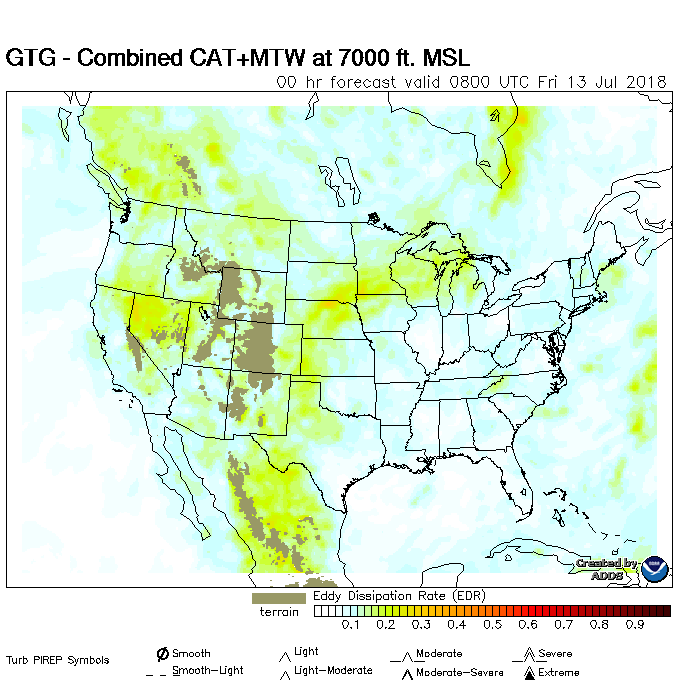 GTG - Combined CAT+MTW at 7000 ft. MSL
00 hr forecast valid 0800 UTC Fri 13 Jul 2018
Created by
ADDS
NOAA
Eddy Dissipation Rate (EDR)
terrain
0.1 0.2 0.3 0.4 0.5 0.6 0.7 0.8 0.9
Turb PIREP Symbols
Smooth Light Moderate Severe
Smooth-Light Light-Moderate Moderate-Severe Extreme